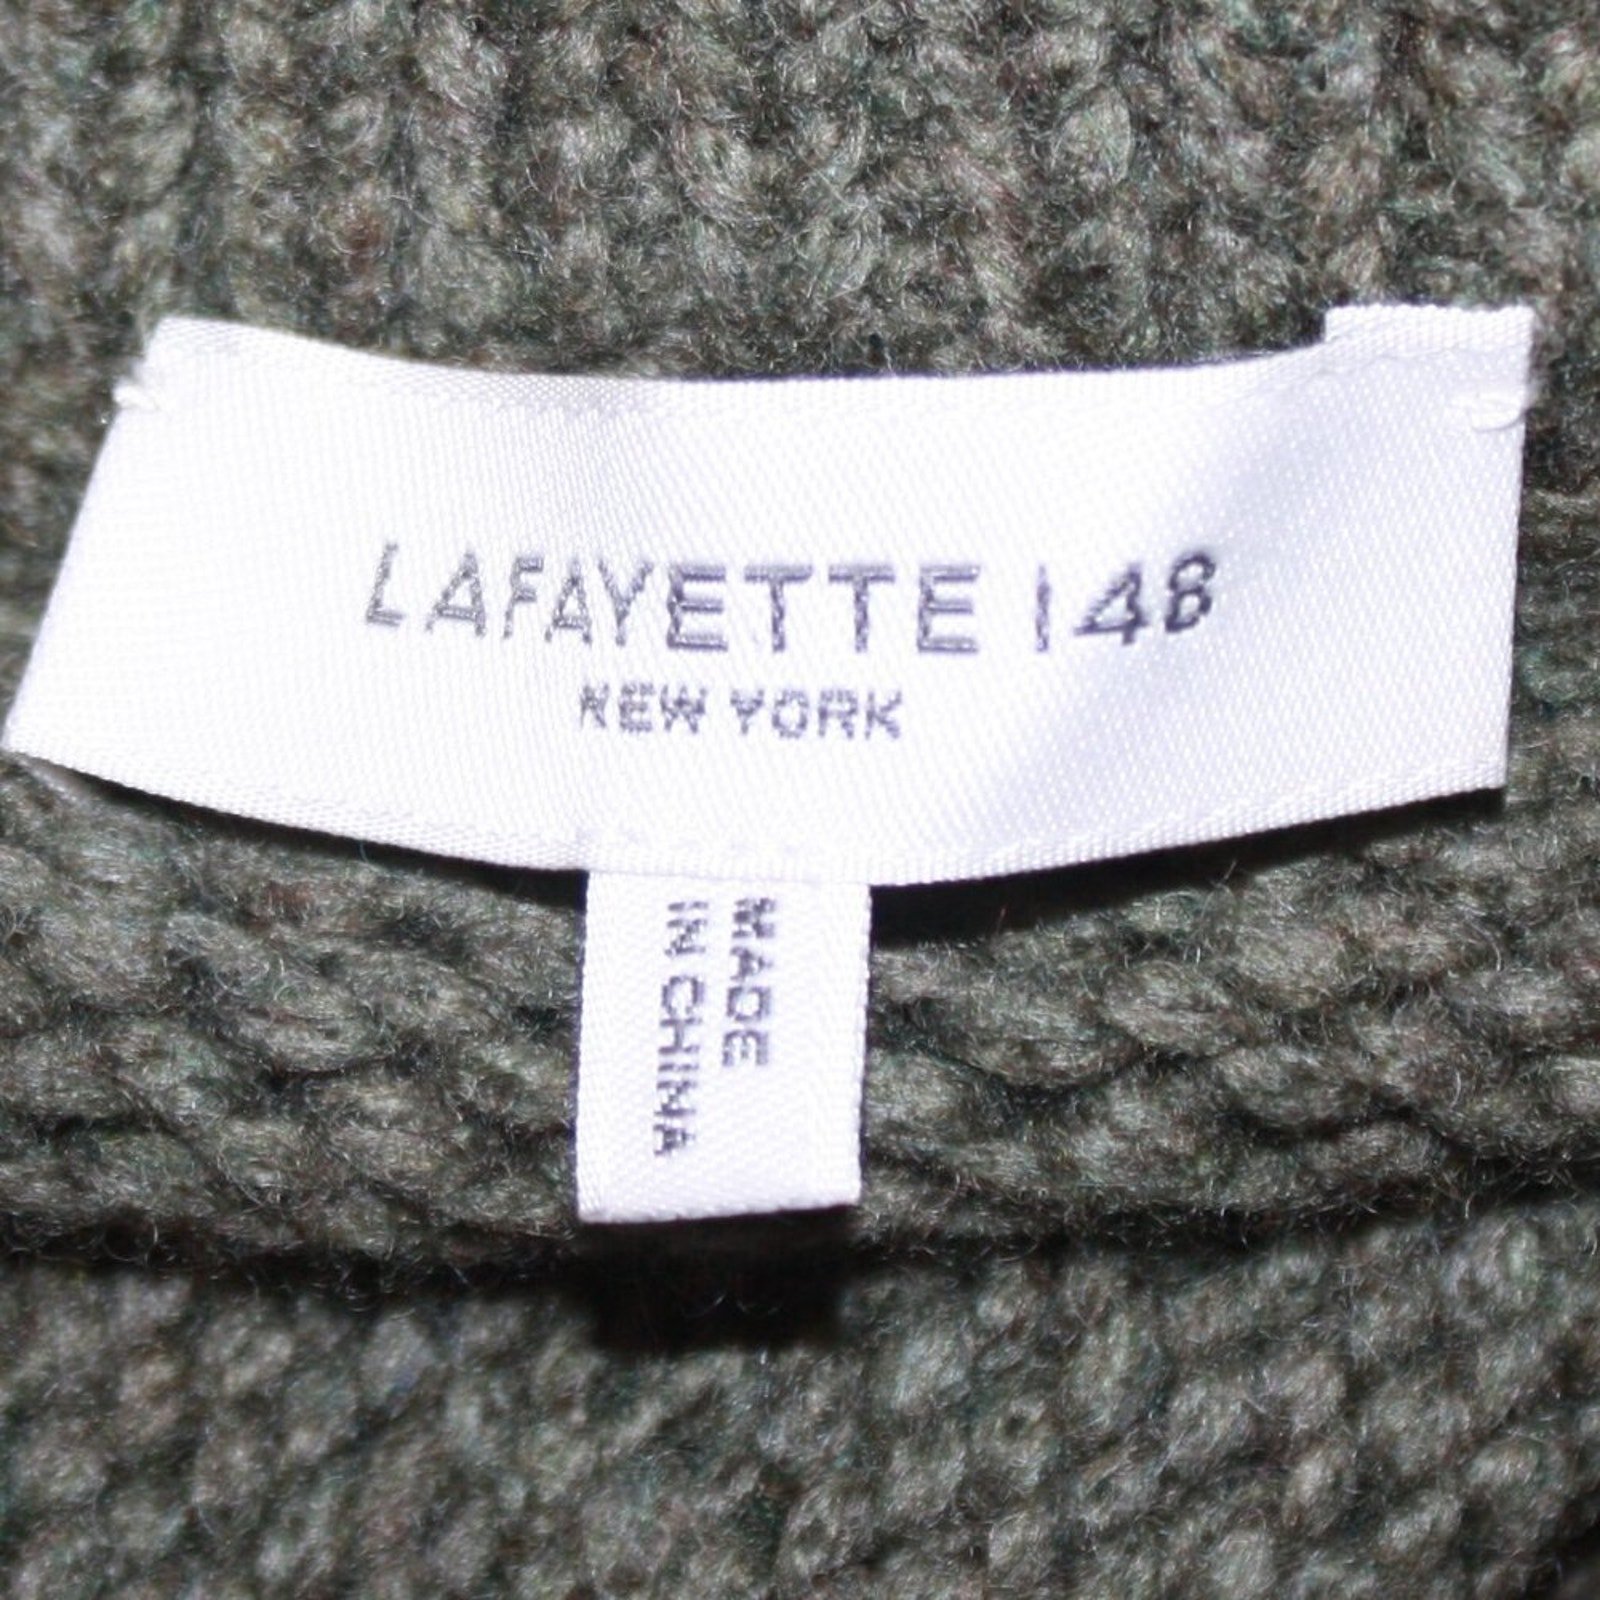 LAFAYETTE 148
NEW YORK
MADE
IN CHINA